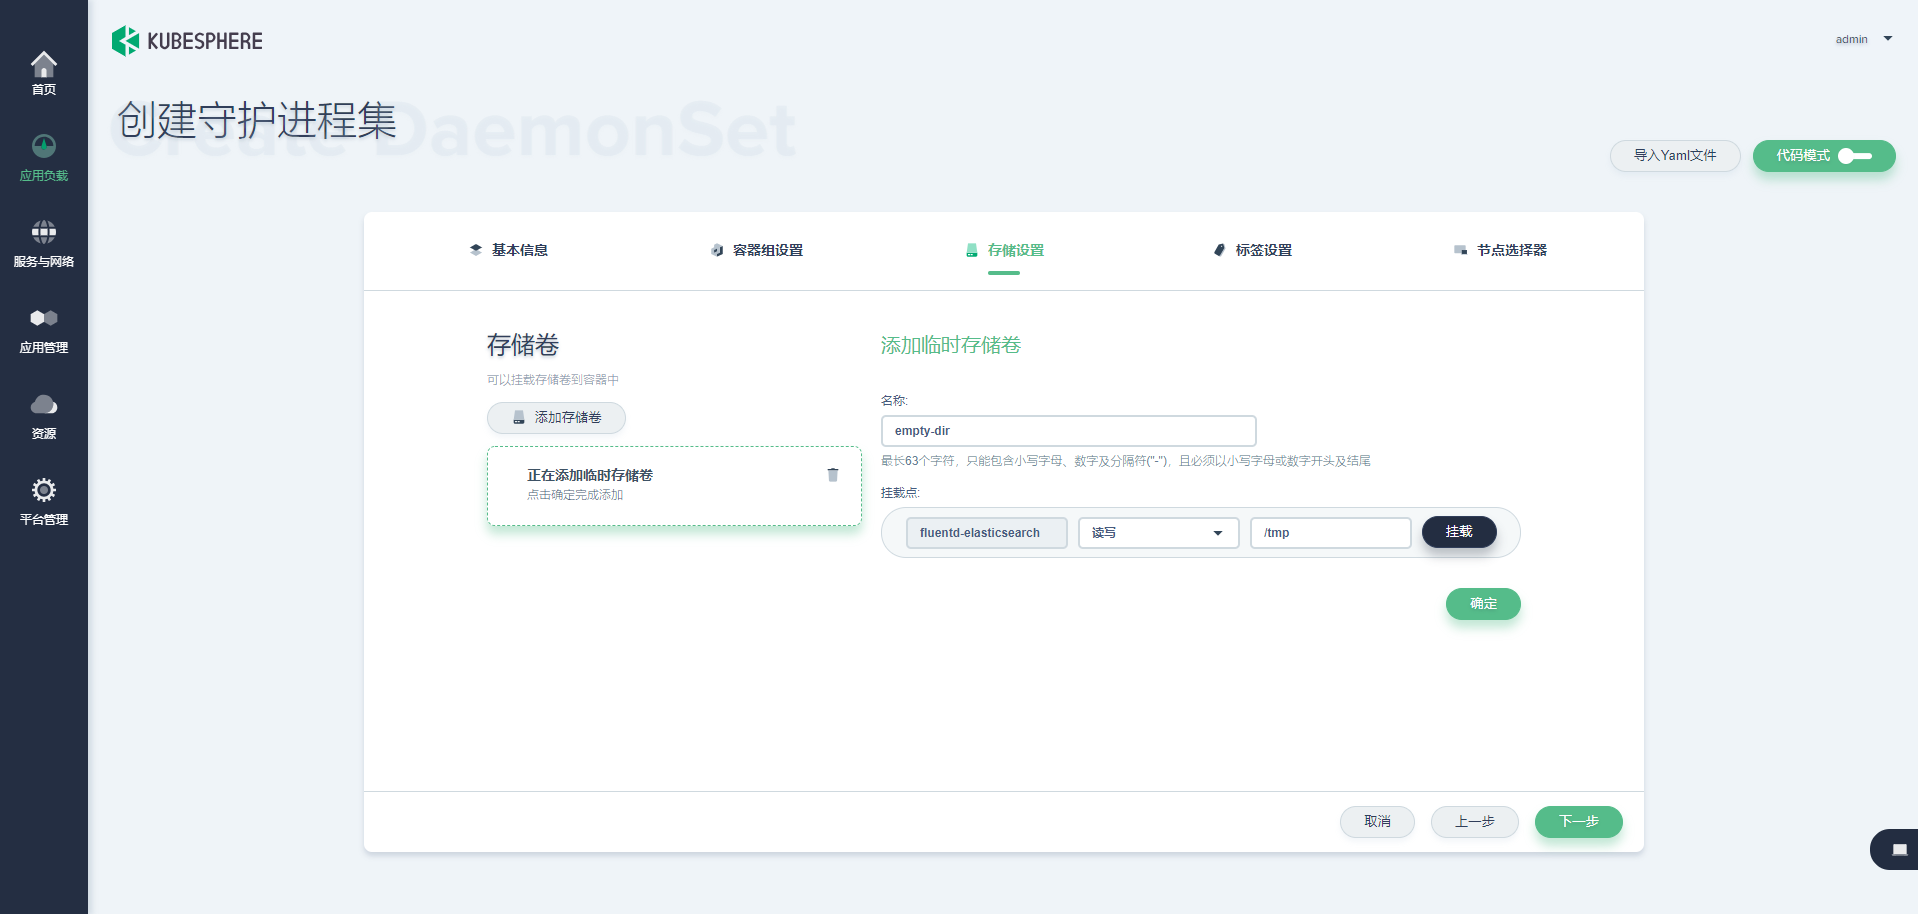 KUBESPHERE
admin
创建守护进程集
Create DaemonSet
导入Yaml文件
代码模式
首页
应用负载
服务与网络
应用管理
资源
平台管理
基本信息
容器组设置
存储设置
标签设置
节点选择器
存储卷
可以挂载存储卷到容器中
添加存储卷
正在添加临时存储卷
点击确定完成添加
添加临时存储卷
名称:
empty-dir
最长63个字符，只能包含小写字母、数字及分隔符("-")，且必须以小写字母或数字开头及结尾
挂载点:
fluentd-elasticsearch
读写
/tmp
挂载
确定
取消
上一步
下一步